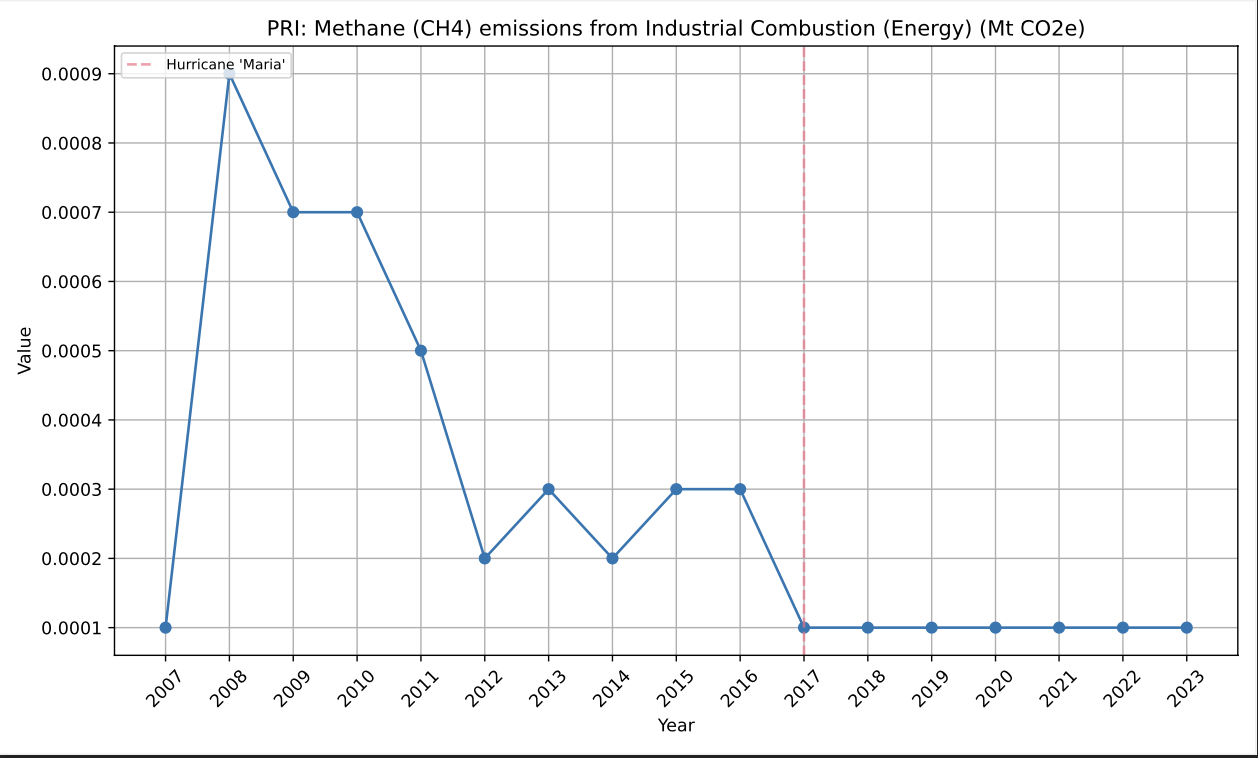 PRI: Methane (CH4) emissions from Industrial Combustion (Energy) (Mt CO2e)
Hurricane 'Maria'
0.0009
0.0008
0.0007
0.0006
0.0005
0.0004
0.0003
0.0002
0.0001
Value
2007 2008 2009 2010 2011 2012 2013 2014 2015 2016 2017 2018 2019 2020 2021 2022 2023
Year